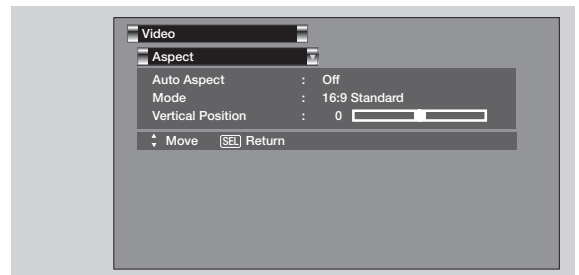 Video
Aspect
Auto Aspect : Off
Mode : 16:9 Standard
Vertical Position : 0
Move SEL Return